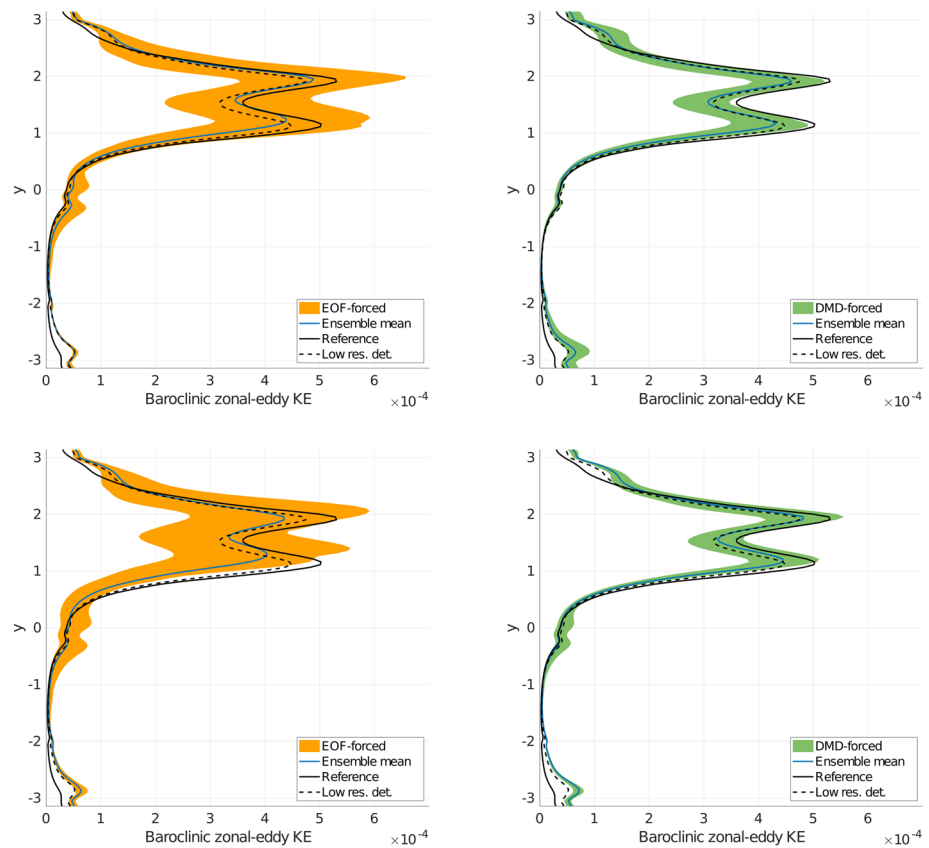 3
2
1
0
-1
-2
-3
y
EOF-forced
Ensemble mean
Reference
Low res. det.
0 1 2 3 4 5 6
Baroclinic zonal-eddy KE
×10⁻⁴
3
2
1
0
-1
-2
-3
y
DMD-forced
Ensemble mean
Reference
Low res. det.
0 1 2 3 4 5 6
Baroclinic zonal-eddy KE
×10⁻⁴
3
2
1
0
-1
-2
-3
y
EOF-forced
Ensemble mean
Reference
Low res. det.
0 1 2 3 4 5 6
Baroclinic zonal-eddy KE
×10⁻⁴
3
2
1
0
-1
-2
-3
y
DMD-forced
Ensemble mean
Reference
Low res. det.
0 1 2 3 4 5 6
Baroclinic zonal-eddy KE
×10⁻⁴